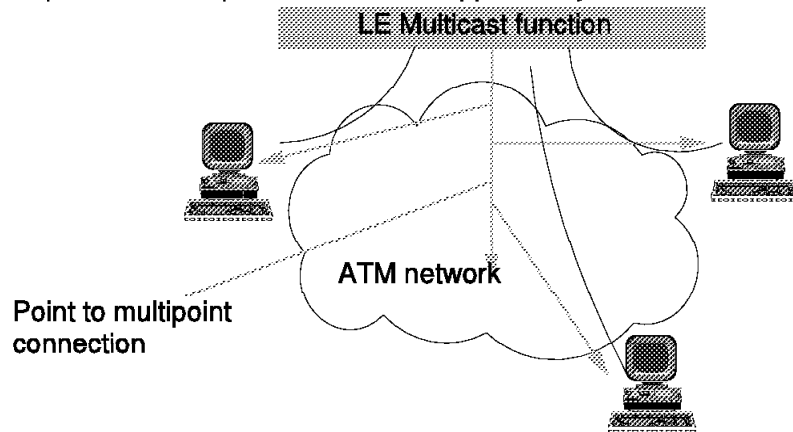 LE Multicast function
ATM network
Point to multipoint
connection